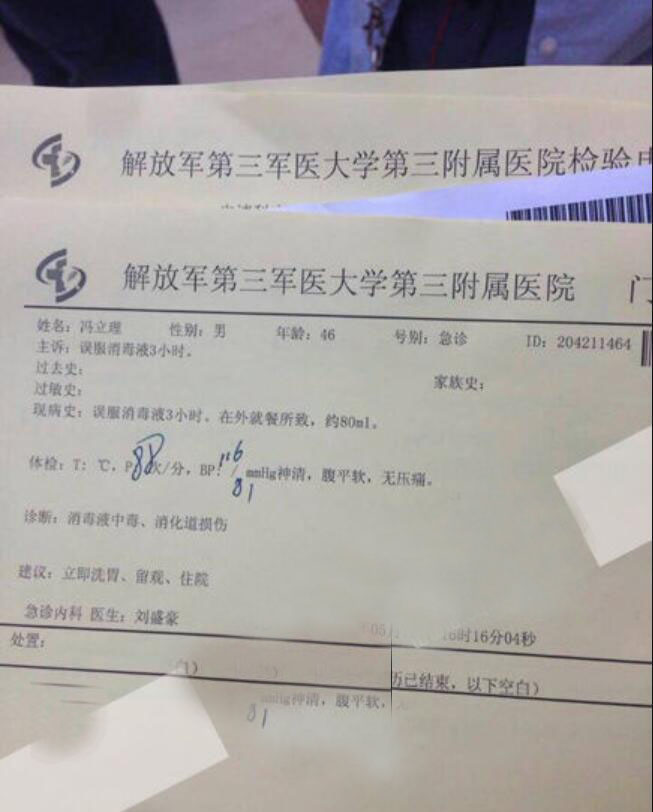 解放军第三军医大学第三附属医院检验
解放军第三军医大学第三附属医院 门
姓名：冯立理 性别：男 年龄：46 号别：急诊 ID：204211464
主诉：误服消毒液3小时。
过去史： 家族史：
过敏史：
现病史：误服消毒液3小时。在外就餐所致，约80ml。
体检：T： ℃，P 88 次/分，BP：116/81 mmHg神清，腹平软，无压痛。
诊断：消毒液中毒、消化道损伤
建议：立即洗胃、留观、住院
急诊内科 医生：刘盛豪
16分04秒
处置：
历已结束，以下空白）
mmHg神清，腹平软，
81